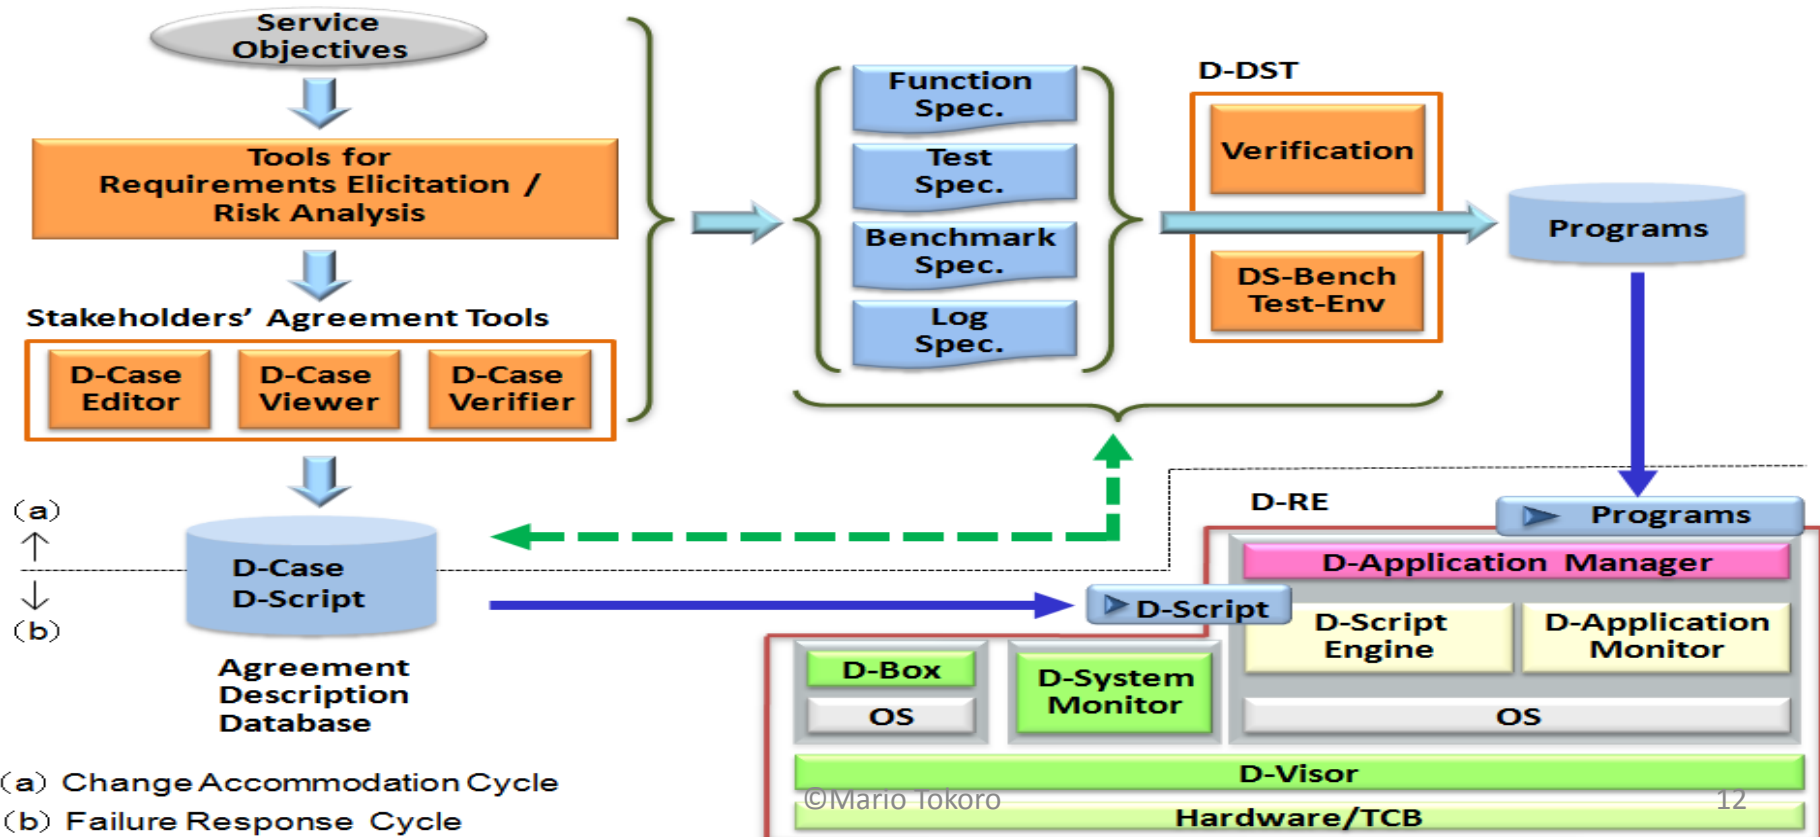 Service
Objectives
Tools for
Requirements Elicitation /
Risk Analysis
Stakeholders’ Agreement Tools
D-Case
Editor
D-Case
Viewer
D-Case
Verifier
(a)
↑
↓
(b)
D-Case
D-Script
Agreement
Description
Database
(a) Change Accommodation Cycle
(b) Failure Response Cycle
Function
Spec.
Test
Spec.
Benchmark
Spec.
Log
Spec.
D-DST
Verification
DS-Bench
Test-Env
Programs
D-RE
Programs
D-Application Manager
D-Script
D-Script
Engine
D-Application
Monitor
D-Box
OS
D-System
Monitor
OS
D-Visor
©Mario Tokoro
12
Hardware/TCB